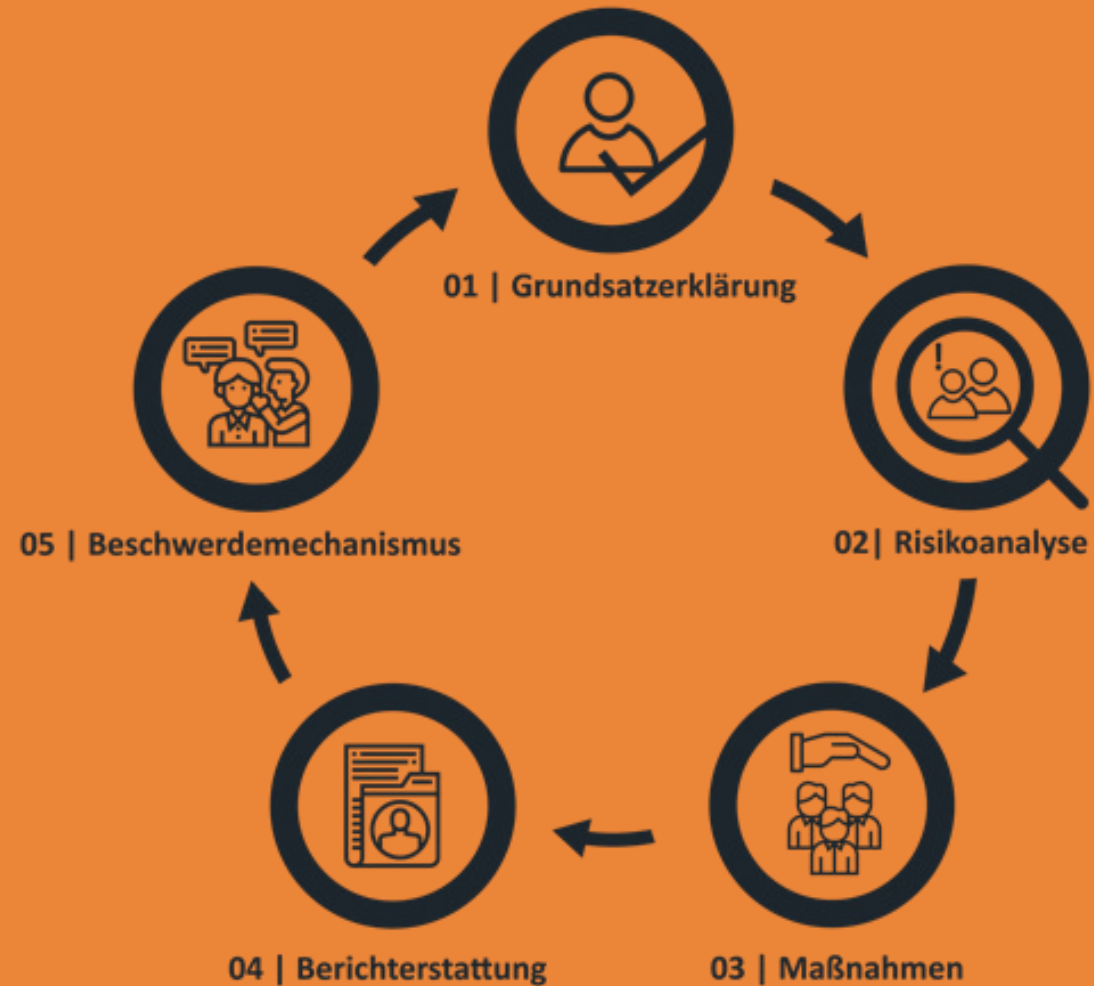 01 | Grundsatzerklärung
02| Risikoanalyse
03 | Maßnahmen
04 | Berichterstattung
05 | Beschwerdemechanismus